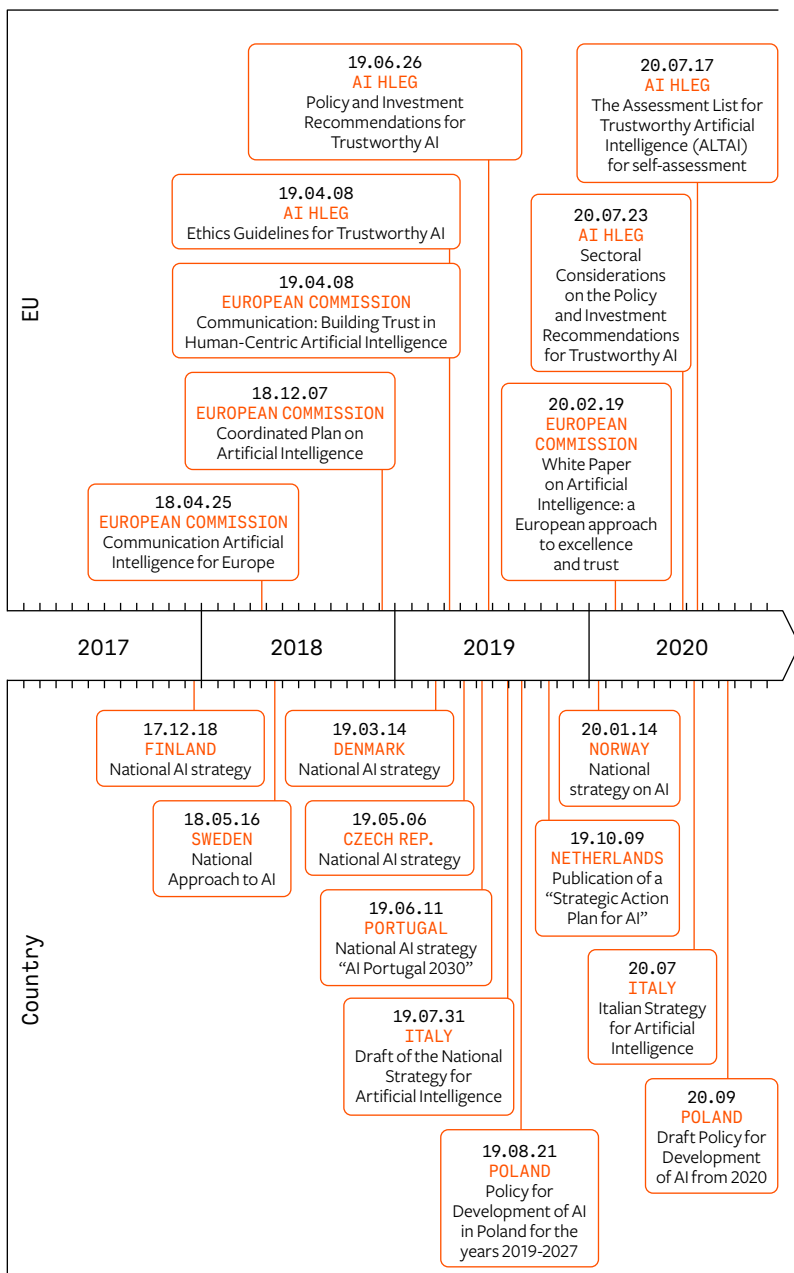 EU
19.06.26
AI HLEG
Policy and Investment
Recommendations for
Trustworthy AI
20.07.17
AI HLEG
The Assessment List for
Trustworthy Artificial
Intelligence (ALTAI)
for self-assessment
19.04.08
AI HLEG
Ethics Guidelines for Trustworthy AI
20.07.23
AI HLEG
Sectoral
Considerations
on the Policy
and Investment
Recommendations
for Trustworthy AI
19.04.08
EUROPEAN COMMISSION
Communication: Building Trust in
Human-Centric Artificial Intelligence
18.12.07
EUROPEAN COMMISSION
Coordinated Plan on
Artificial Intelligence
20.02.19
EUROPEAN
COMMISSION
White Paper
on Artificial
Intelligence: a
European approach
to excellence
and trust
18.04.25
EUROPEAN COMMISSION
Communication Artificial
Intelligence for Europe
2017
2018
2019
2020
Country
17.12.18
FINLAND
National AI strategy
19.03.14
DENMARK
National AI strategy
20.01.14
NORWAY
National
strategy on AI
18.05.16
SWEDEN
National
Approach to AI
19.05.06
CZECH REP.
National AI strategy
19.10.09
NETHERLANDS
Publication of a
“Strategic Action
Plan for AI”
19.06.11
PORTUGAL
National AI strategy
“AI Portugal 2030”
20.07
ITALY
Italian Strategy
for Artificial
Intelligence
19.07.31
ITALY
Draft of the National
Strategy for
Artificial Intelligence
20.09
POLAND
Draft Policy for
Development
of AI from 2020
19.08.21
POLAND
Policy for
Development of AI
in Poland for the
years 2019-2027